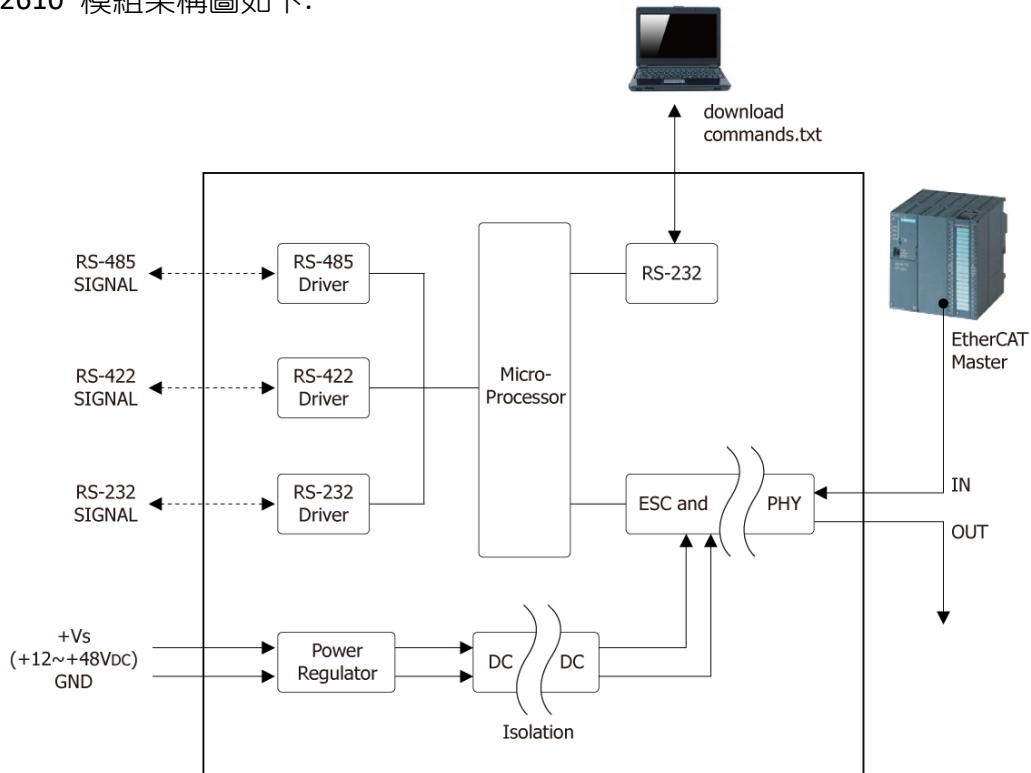 2610 模組架構圖如下:
download
commands.txt
RS-485
SIGNAL
RS-485
Driver
RS-232
RS-422
SIGNAL
RS-422
Driver
Micro-
Processor
EtherCAT
Master
RS-232
SIGNAL
RS-232
Driver
ESC and
PHY
IN
OUT
+Vs
(+12~+48VDC)
GND
Power
Regulator
DC
DC
Isolation